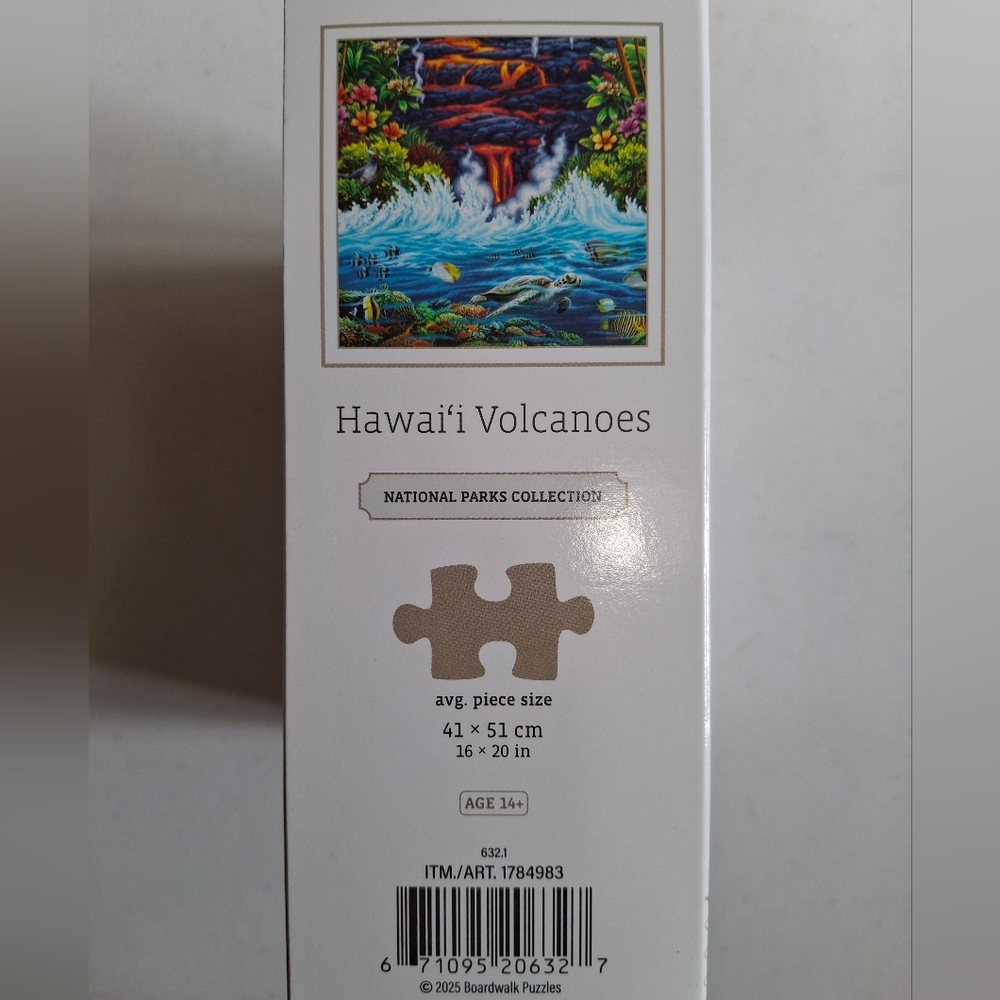 Hawaiʻi Volcanoes
NATIONAL PARKS COLLECTION
avg. piece size
41 × 51 cm
16 × 20 in
AGE 14+
632.1
ITM./ART. 1784983
6 71095 20632 7
© 2025 Boardwalk Puzzles